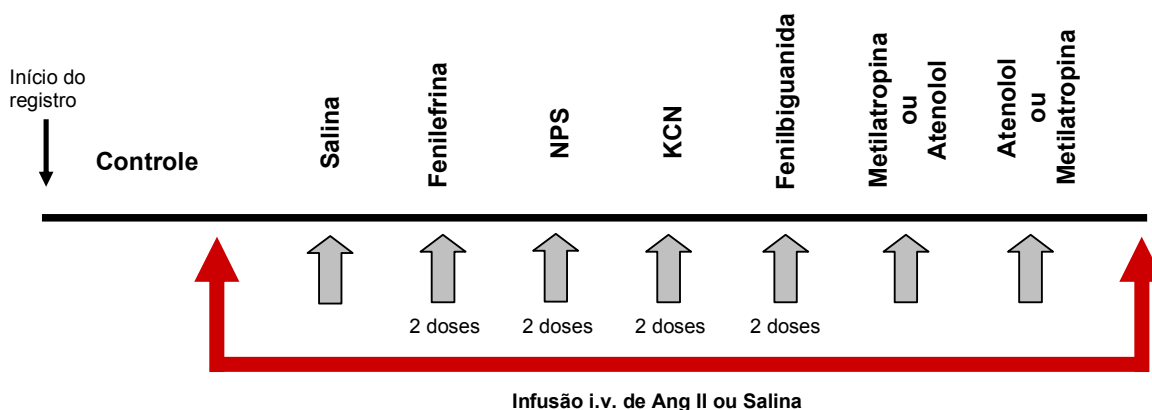 Início do
registro
Controle
Salina
Fenilefrina
NPS
KCN
Fenilbiguanida
Metilatropina
ou
Atenolol
Atenolol
ou
Metilatropina
2 doses
2 doses
2 doses
2 doses
Infusão i.v. de Ang II ou Salina